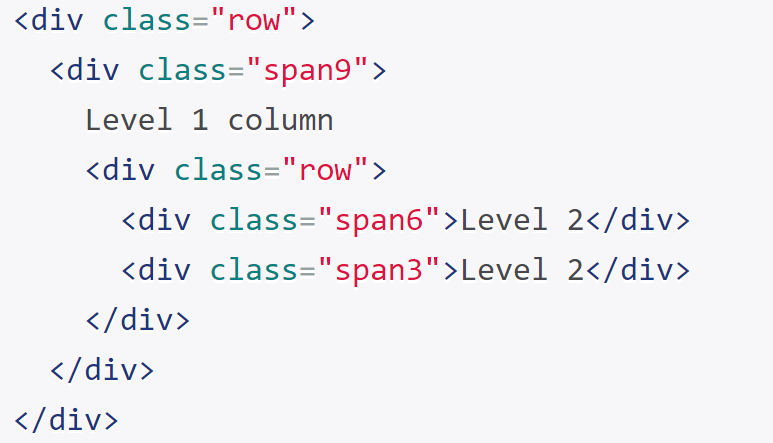 <div class="row">
  <div class="span9">
    Level 1 column
    <div class="row">
      <div class="span6">Level 2</div>
      <div class="span3">Level 2</div>
    </div>
  </div>
</div>